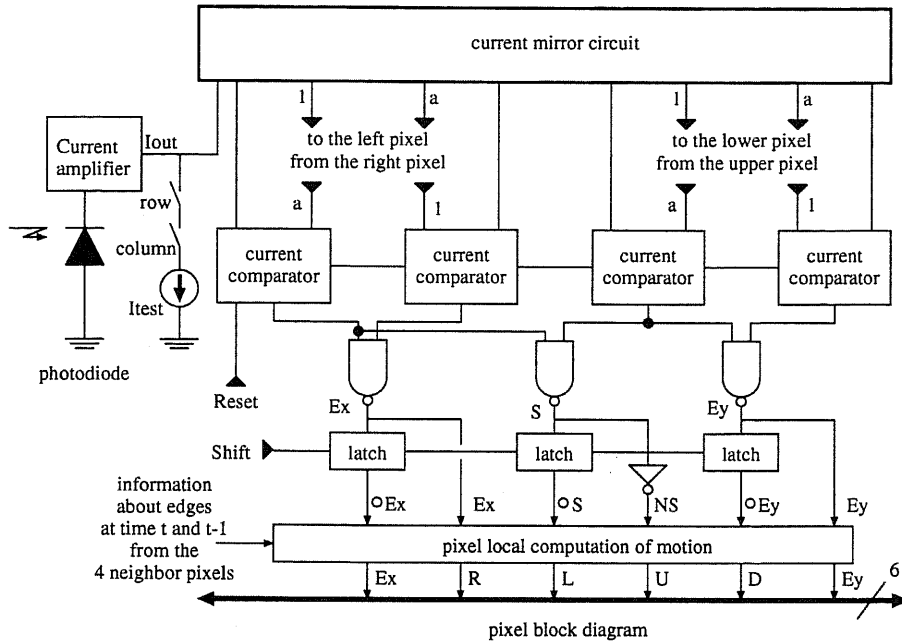 current mirror circuit
l
a
l
a
to the left pixel
from the right pixel
to the lower pixel
from the upper pixel
a
l
a
l
Current
amplifier
Iout
row
column
Itest
photodiode
current
comparator
current
comparator
current
comparator
current
comparator
Reset
Ex
S
Ey
Shift
latch
latch
latch
information
about edges
at time t and t-1
from the
4 neighbor pixels
Ex
Ex
S
NS
Ey
Ey
pixel local computation of motion
Ex
R
L
U
D
Ey
6
pixel block diagram